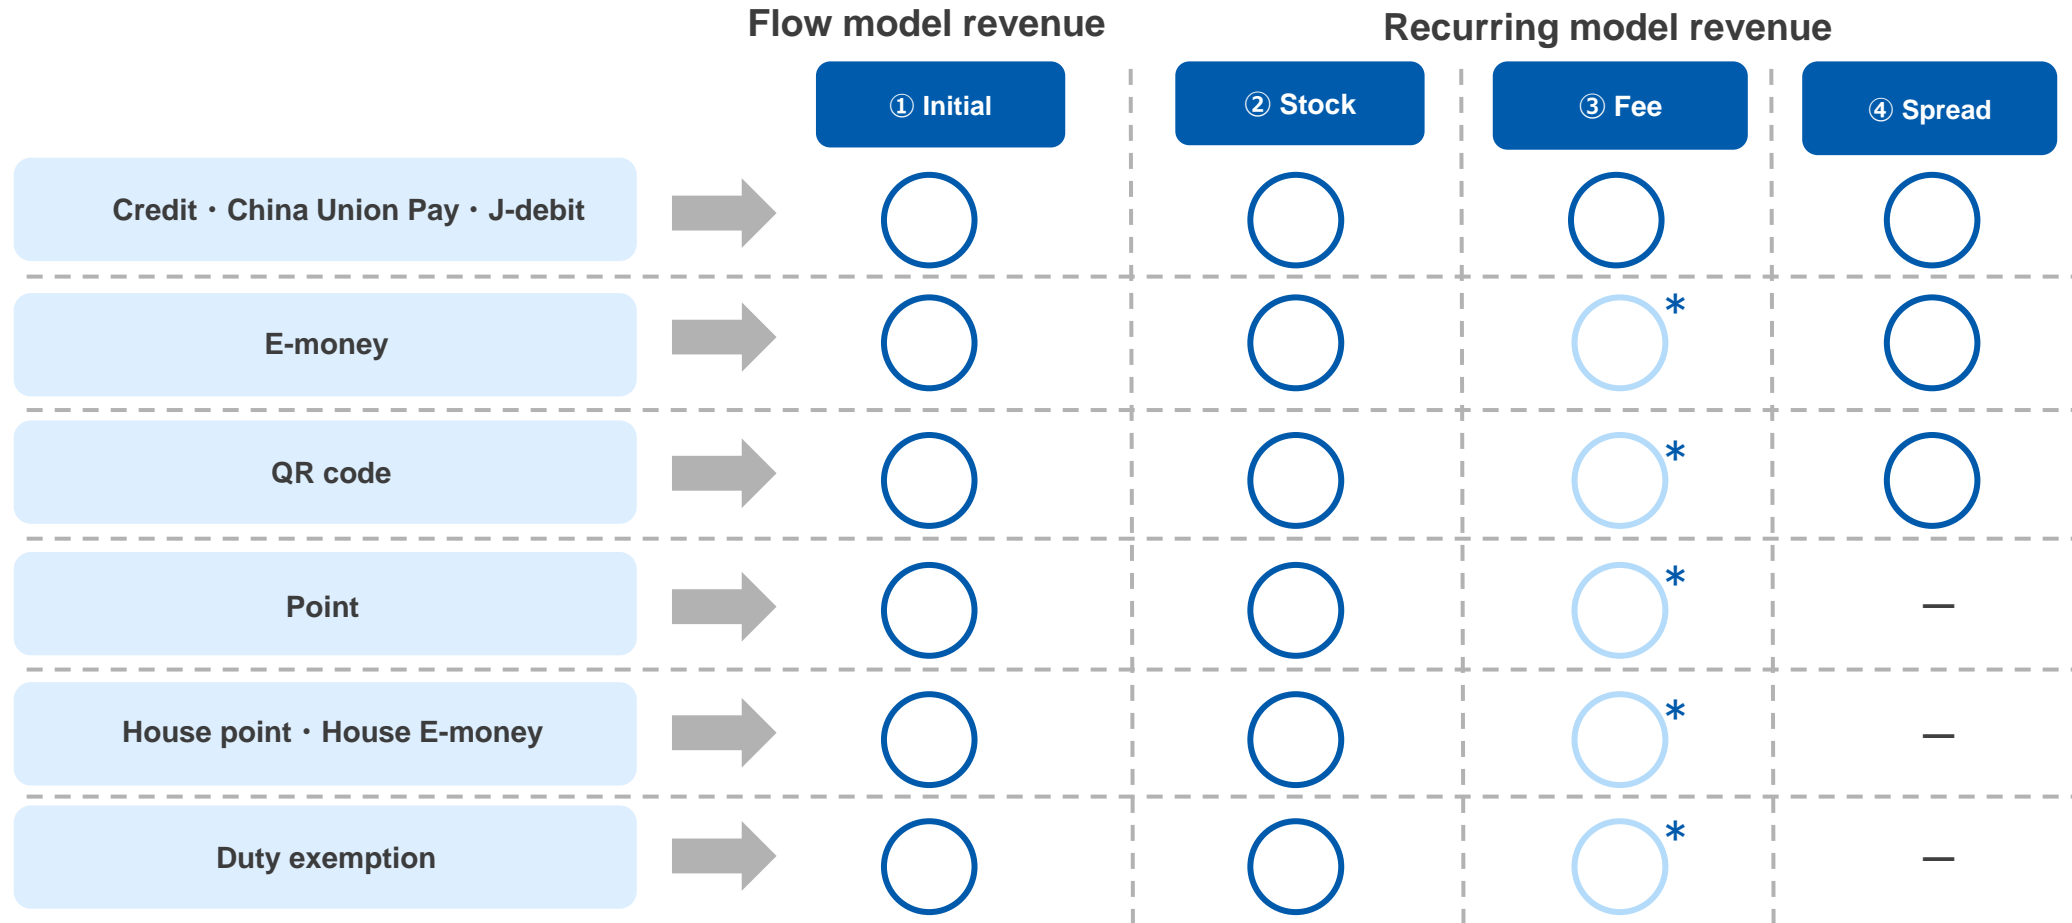 Flow model revenue
Recurring model revenue
① Initial
② Stock
③ Fee
④ Spread
Credit・China Union Pay・J-debit
E-money
*
QR code
*
Point
*
—
House point・House E-money
*
—
Duty exemption
*
—